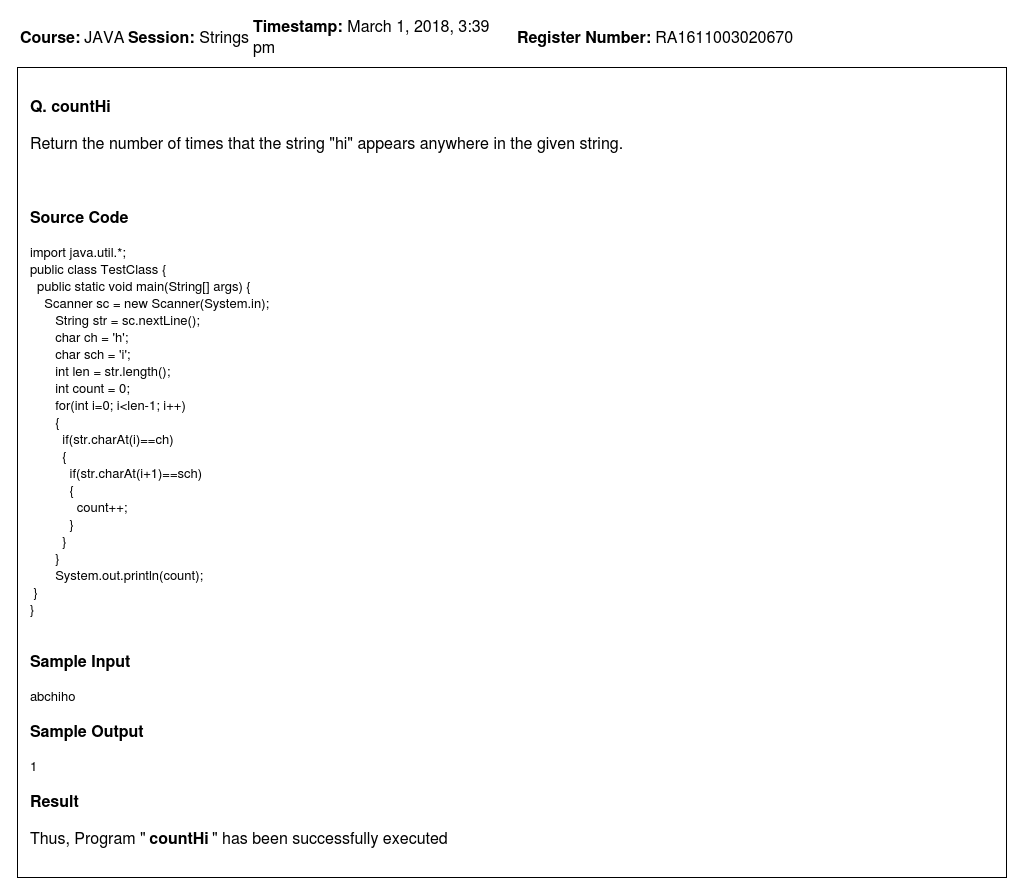 Course: JAVA Session: Strings Timestamp: March 1, 2018, 3:39 pm Register Number: RA1611003020670
Q. countHi
Return the number of times that the string "hi" appears anywhere in the given string.
Source Code
import java.util.*;
public class TestClass {
  public static void main(String[] args) {
    Scanner sc = new Scanner(System.in);
       String str = sc.nextLine();
       char ch = 'h';
       char sch = 'i';
       int len = str.length();
       int count = 0;
       for(int i=0; i<len-1; i++)
       {
         if(str.charAt(i)==ch)
         {
           if(str.charAt(i+1)==sch)
           {
             count++;
           }
         }
       }
       System.out.println(count);
 }
}
Sample Input
abchiho
Sample Output
1
Result
Thus, Program " countHi " has been successfully executed